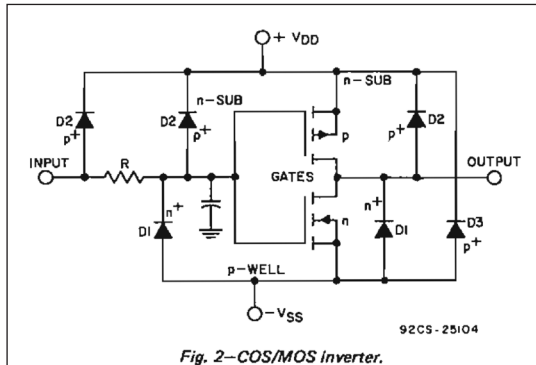 + VDD
n-SUB
n-SUB
D2
p+
D2
p+
p
D2
p+
INPUT
R
GATES
OUTPUT
n+
D1
n
n+
D1
D3
p+
p-WELL
-VSS
92CS-25104
Fig. 2—COS/MOS inverter.